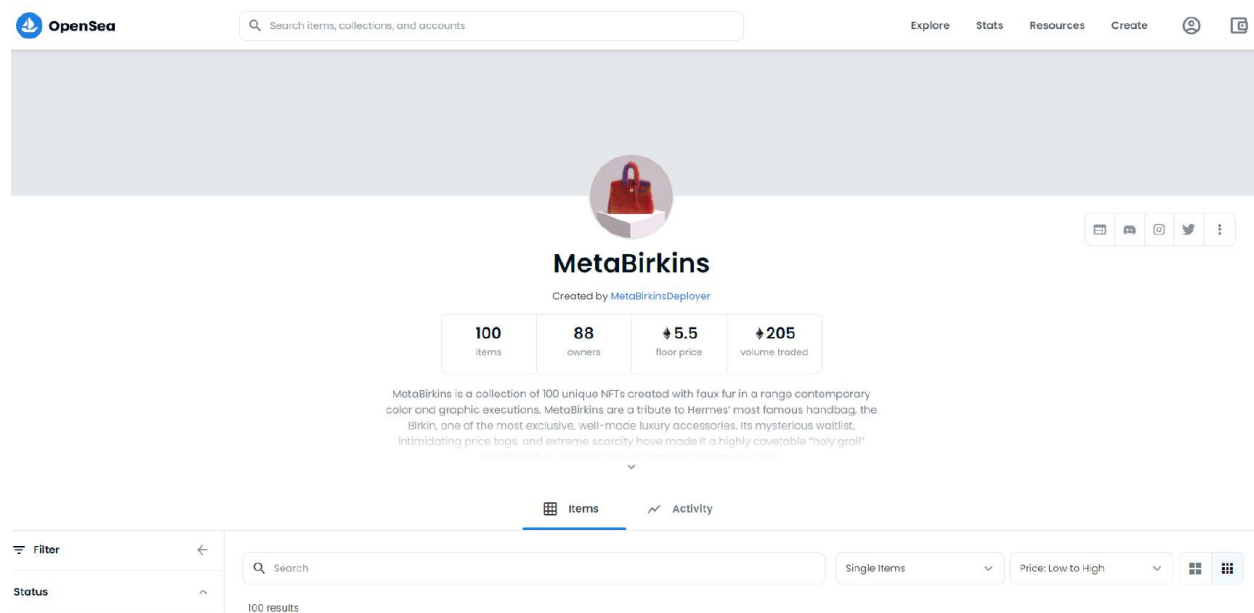 OpenSea
Search items, collections, and accounts
Explore Stats Resources Create
MetaBirkins
Created by MetaBirkinsDeployer
100 88 5.5 205
items owners floor price volume traded
MetaBirkins is a collection of 100 unique NFTs created with faux fur in a range contemporary
color and graphic executions. MetaBirkins are a tribute to Hermes' most famous handbag, the
Birkin, one of the most exclusive, well-made luxury accessories. Its mysterious waitlist,
intimidating price tags, and extreme scarcity have made it a highly covetable "holy grail"
Items Activity
Filter
Search Single Items Price: Low to High
Status
100 results